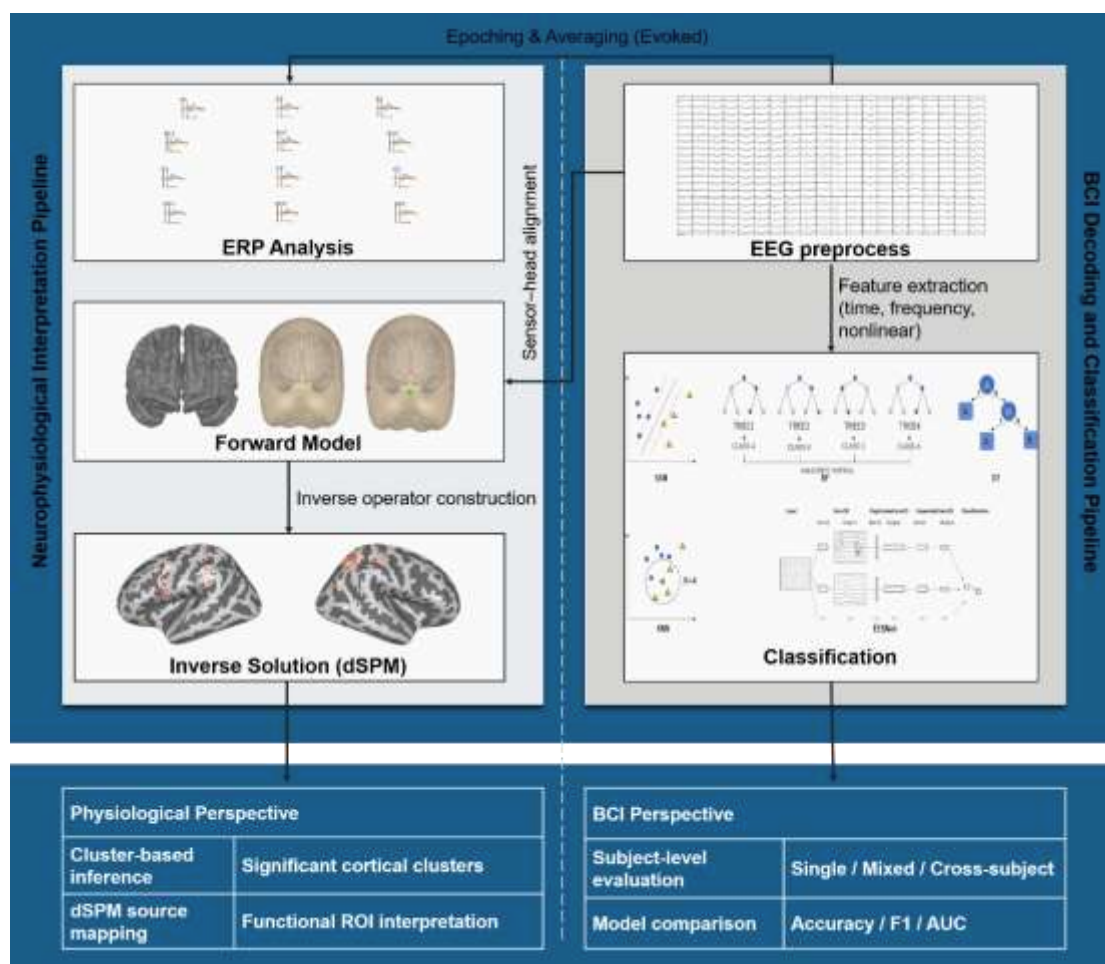 Epoching & Averaging (Evoked)
Neurophysiological Interpretation Pipeline
ERP Analysis
Sensor–head alignment
Forward Model
Inverse operator construction
Inverse Solution (dSPM)
BCI Decoding and Classification Pipeline
EEG preprocess
Feature extraction
(time, frequency,
nonlinear)
TREE1
TREE2
TREE3
TREE4
SVM
RF
DT
KNN
EEGNet
Classification
Physiological Perspective
Cluster-based
inference
Significant cortical clusters
dSPM source
mapping
Functional ROI interpretation
BCI Perspective
Subject-level
evaluation
Single / Mixed / Cross-subject
Model comparison
Accuracy / F1 / AUC